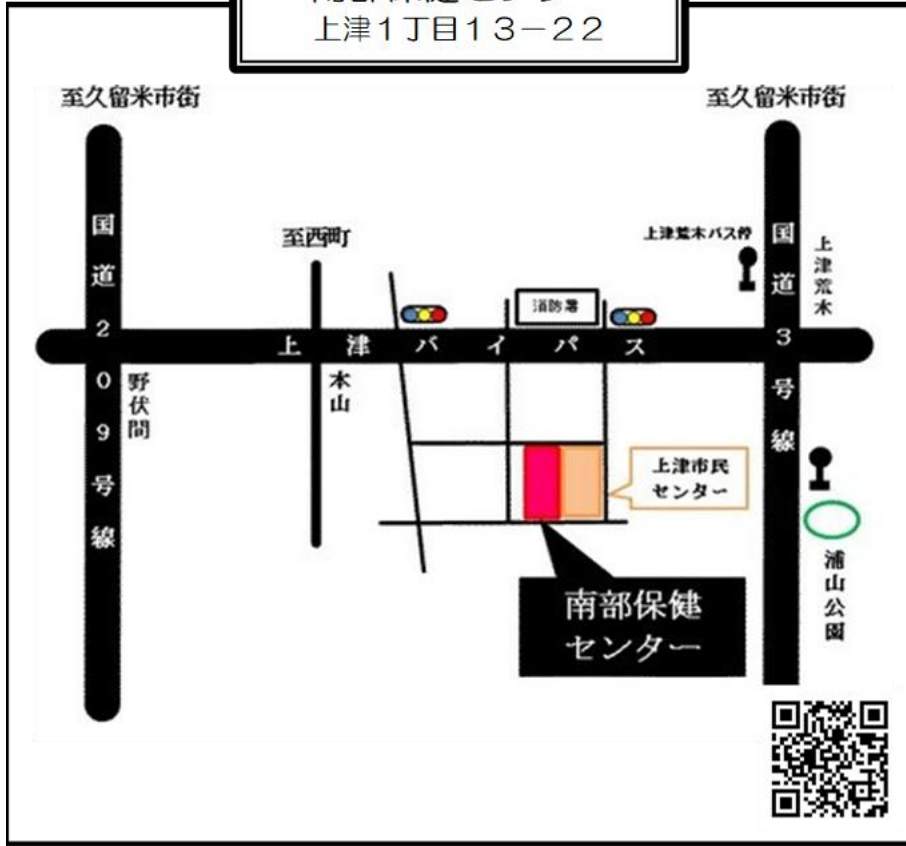 上津1丁目13−22
至久留米市街
至久留米市街
国道209号線
至西町
上津荒木バス停
国道3号線
上津荒木
消防署
上津バイパス
野伏間
本山
上津市民
センター
南部保健
センター
浦山公園